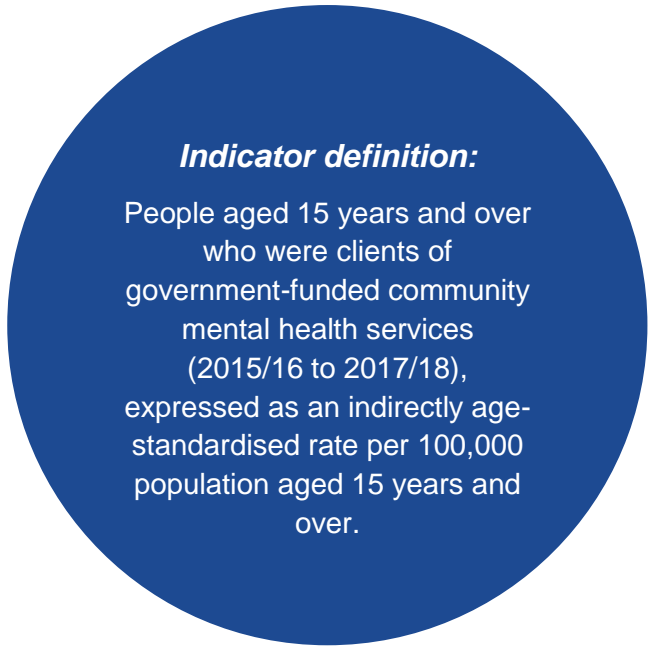 Indicator definition:
People aged 15 years and over
who were clients of
government-funded community
mental health services
(2015/16 to 2017/18),
expressed as an indirectly age-
standardised rate per 100,000
population aged 15 years and
over.